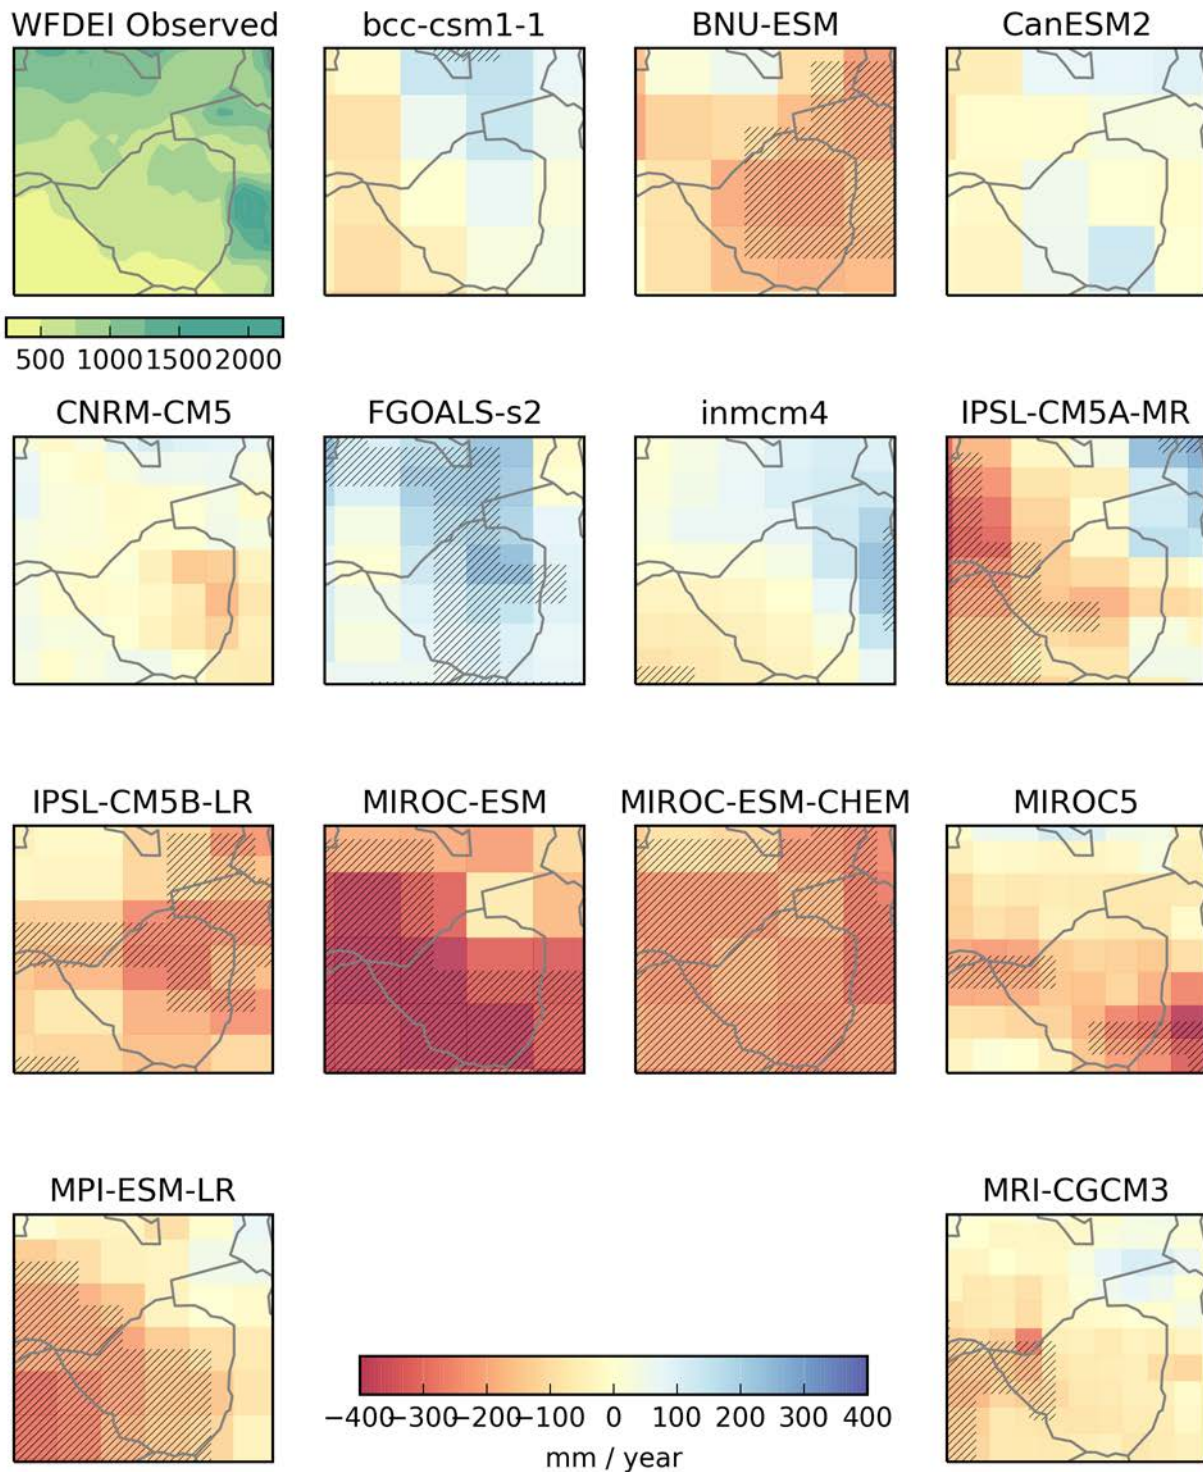 WFDEI Observed bcc-csm1-1 BNU-ESM CanESM2
500 1000 1500 2000
CNRM-CM5 FGOALS-s2 inmcm4 IPSL-CM5A-MR
IPSL-CM5B-LR MIROC-ESM MIROC-ESM-CHEM MIROC5
MPI-ESM-LR MRI-CGCM3
−400 −300 −200 −100 0 100 200 300 400
mm / year